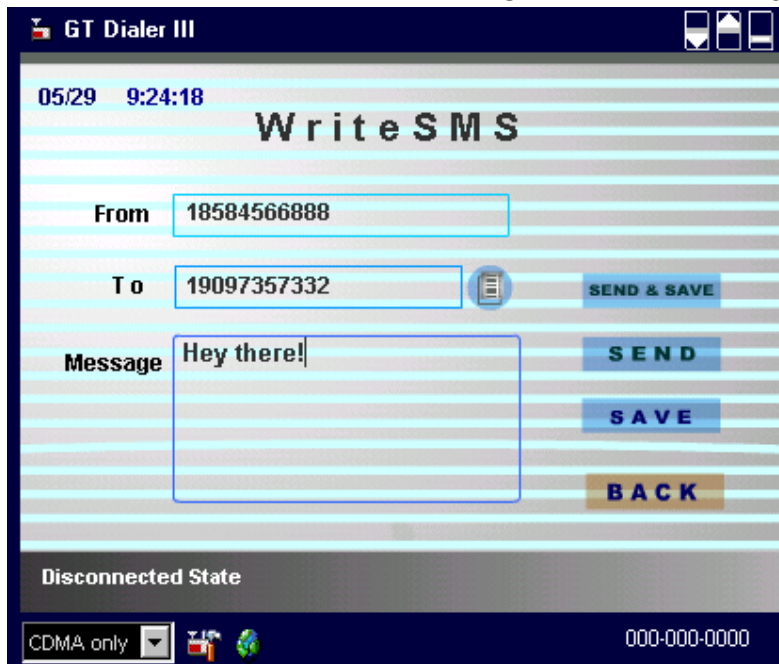 GT Dialer III
05/29 9:24:18
WriteSMS
From 18584566888
To 19097357332
SEND & SAVE
Message Hey there!
SEND
SAVE
BACK
Disconnected State
CDMA only 000-000-0000